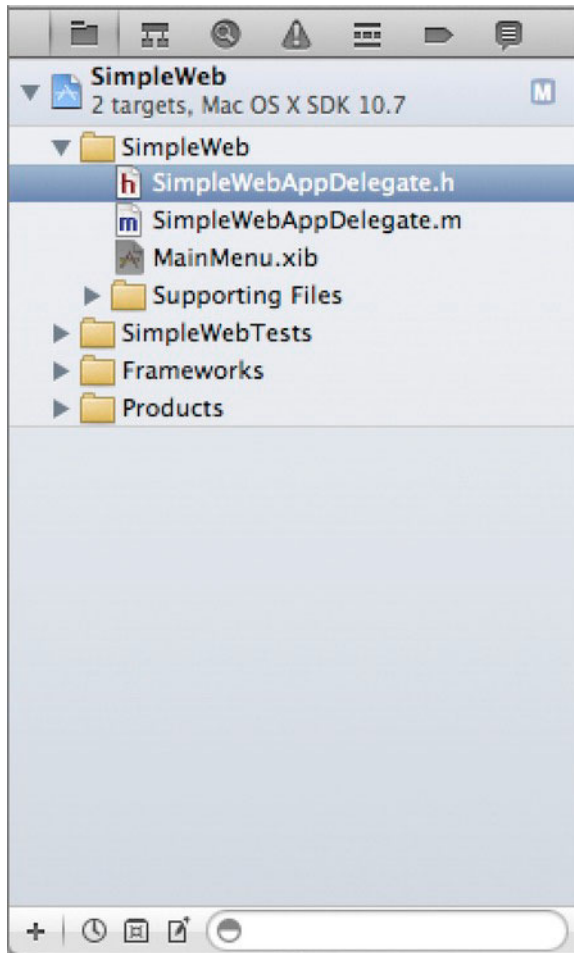 SimpleWeb
2 targets, Mac OS X SDK 10.7
M
SimpleWeb
h SimpleWebAppDelegate.h
m SimpleWebAppDelegate.m
MainMenu.xib
Supporting Files
SimpleWebTests
Frameworks
Products